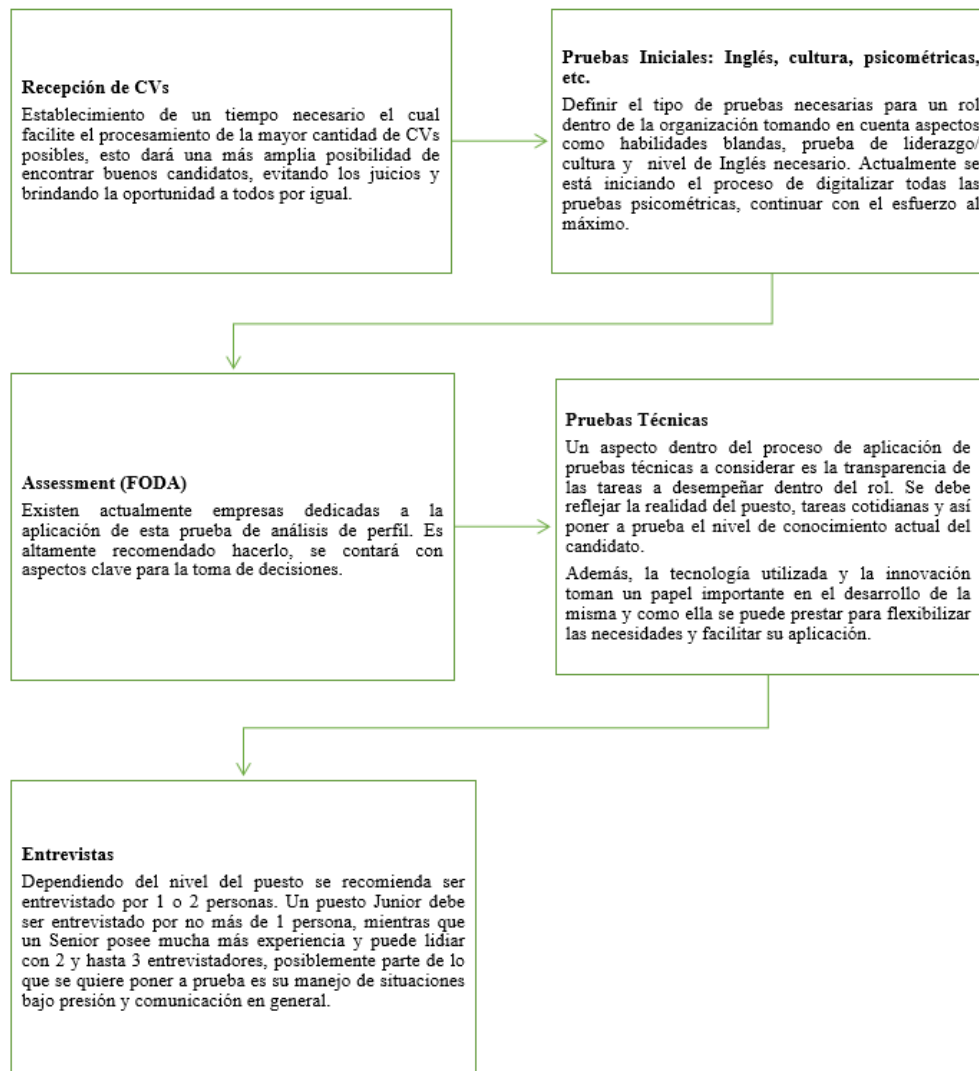 Recepción de CVs
Establecimiento de un tiempo necesario el cual
facilite el procesamiento de la mayor cantidad de CVs
posibles, esto dará una más amplia posibilidad de
encontrar buenos candidatos, evitando los juicios y
brindando la oportunidad a todos por igual.
Pruebas Iniciales: Inglés, cultura, psicométricas,
etc.
Definir el tipo de pruebas necesarias para un rol
dentro de la organización tomando en cuenta aspectos
como habilidades blandas, prueba de liderazgo/
cultura y nivel de Inglés necesario. Actualmente se
está iniciando el proceso de digitalizar todas las
pruebas psicométricas, continuar con el esfuerzo al
máximo.
Assessment (FODA)
Existen actualmente empresas dedicadas a la
aplicación de esta prueba de análisis de perfil. Es
altamente recomendado hacerlo, se contará con
aspectos clave para la toma de decisiones.
Pruebas Técnicas
Un aspecto dentro del proceso de aplicación de
pruebas técnicas a considerar es la transparencia de
las tareas a desempeñar dentro del rol. Se debe
reflejar la realidad del puesto, tareas cotidianas y así
poner a prueba el nivel de conocimiento actual del
candidato.
Además, la tecnología utilizada y la innovación
toman un papel importante en el desarrollo de la
misma y como ella se puede prestar para flexibilizar
las necesidades y facilitar su aplicación.
Entrevistas
Dependiendo del nivel del puesto se recomienda ser
entrevistado por 1 o 2 personas. Un puesto Junior debe
ser entrevistado por no más de 1 persona, mientras que
un Senior posee mucha más experiencia y puede lidiar
con 2 y hasta 3 entrevistadores, posiblemente parte de lo
que se quiere poner a prueba es su manejo de situaciones
bajo presión y comunicación en general.